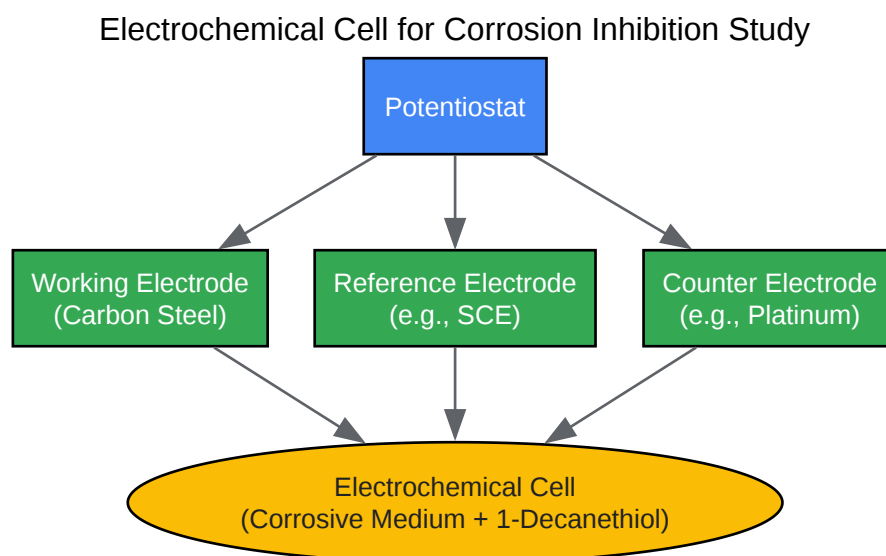 Electrochemical Cell for Corrosion Inhibition Study
Potentiostat
Working Electrode
(Carbon Steel)
Reference Electrode
(e.g., SCE)
Counter Electrode
(e.g., Platinum)
Electrochemical Cell
(Corrosive Medium + 1-Decanethiol)